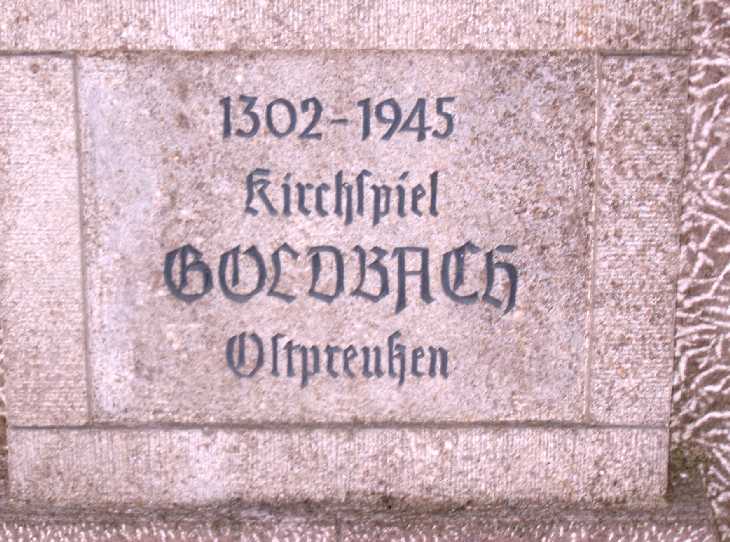 1302-1945
Kirchspiel
GOLDBACH
Ostpreußen